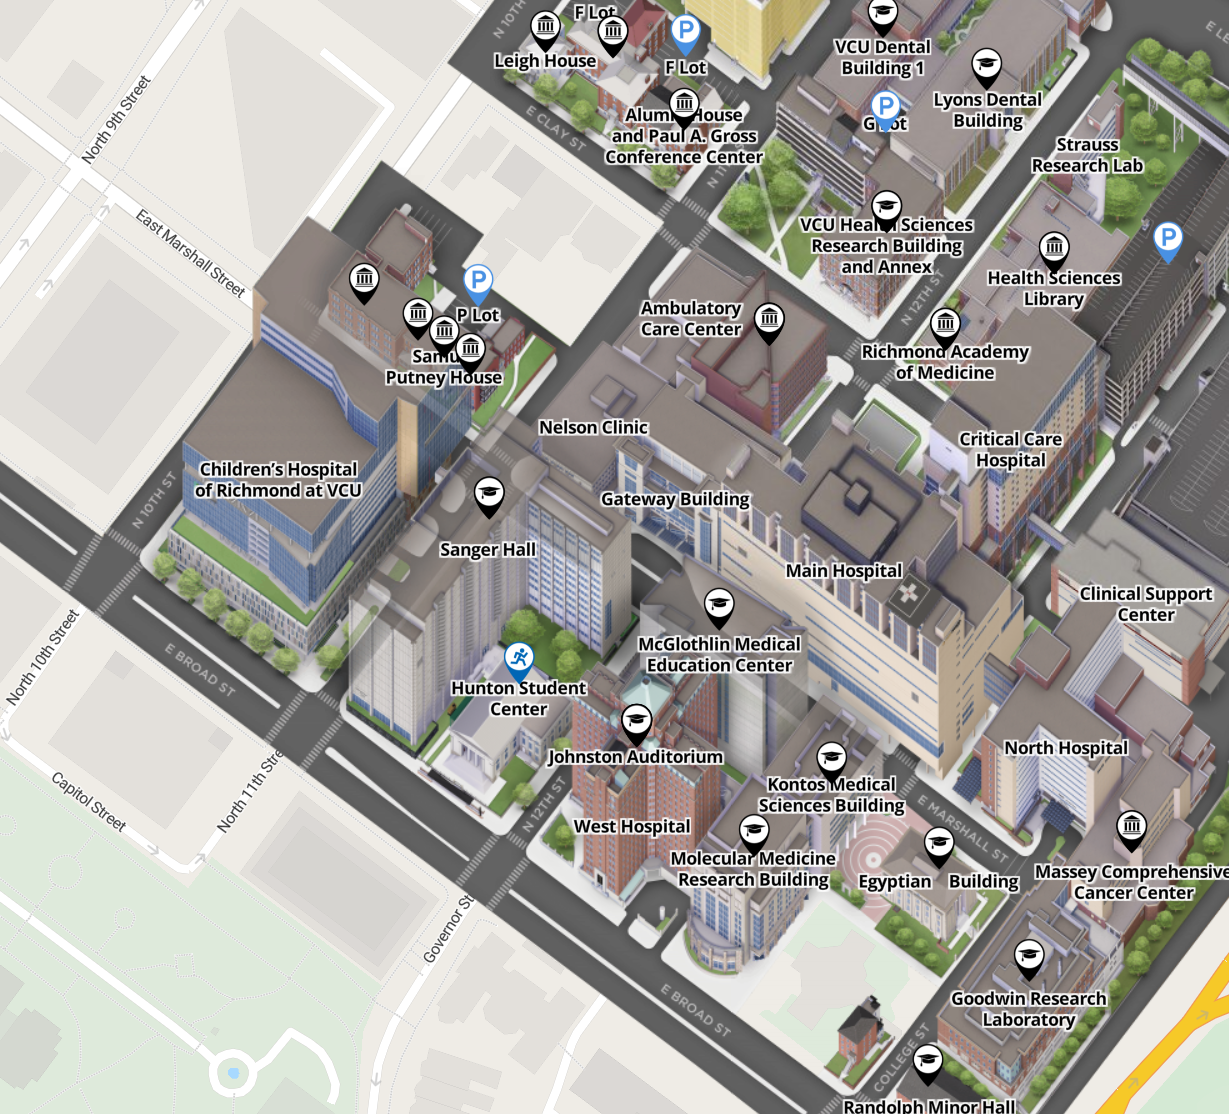 N 10TH
F Lot
Leigh House
P
F Lot
VCU Dental
Building 1
E LE
North 9th Street
E CLAY ST
Alumni House
and Paul A. Gross
Conference Center
P
G Lot
Lyons Dental
Building
Strauss
Research Lab
N 11
East Marshall Street
VCU Health Sciences
Research Building
and Annex
P
Health Sciences
Library
N 12TH ST
P
P Lot
Ambulatory
Care Center
Richmond Academy
of Medicine
Samuel
Putney House
Nelson Clinic
Critical Care
Hospital
Children's Hospital
of Richmond at VCU
N 10TH ST
Gateway Building
Sanger Hall
Main Hospital
Clinical Support
Center
North 10th Street
E BROAD ST
McGlothlin Medical
Education Center
Hunton Student
Center
Johnston Auditorium
North Hospital
Kontos Medical
Sciences Building
Capitol Street
North 11th Stre
N 12TH ST
West Hospital
E MARSHALL ST
Molecular Medicine
Research Building
Egyptian Building
Massey Comprehensive
Cancer Center
Governor St
E BROAD ST
Goodwin Research
Laboratory
COLLEGE ST
Randolph Minor Hall